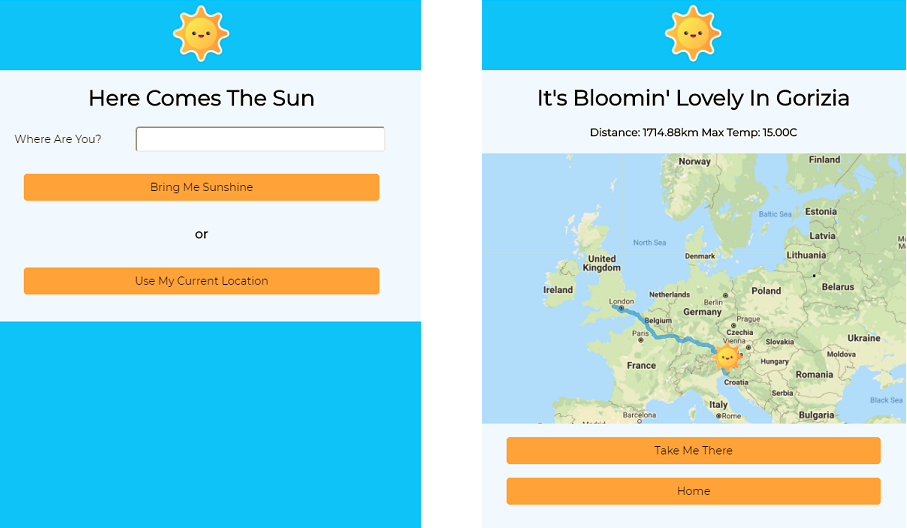 Here Comes The Sun
Where Are You?
Bring Me Sunshine
or
Use My Current Location
It's Bloomin' Lovely In Gorizia
Distance: 1714.88km Max Temp: 15.00C
Norway
Finland
Estonia
Baltic Sea
Latvia
North Sea
Lithuania
Denmark
United
Kingdom
Belarus
Ireland
Poland
Netherlands
Berlin
London
Germany
Belgium
Prague
Paris
Czechia
Ukraine
Vienna
Slovakia
Moldova
Hungary
France
Romania
Croatia
Serbia
Italy
Black Sea
Barcelona
Rome
Bulgaria
Madrid
Take Me There
Home